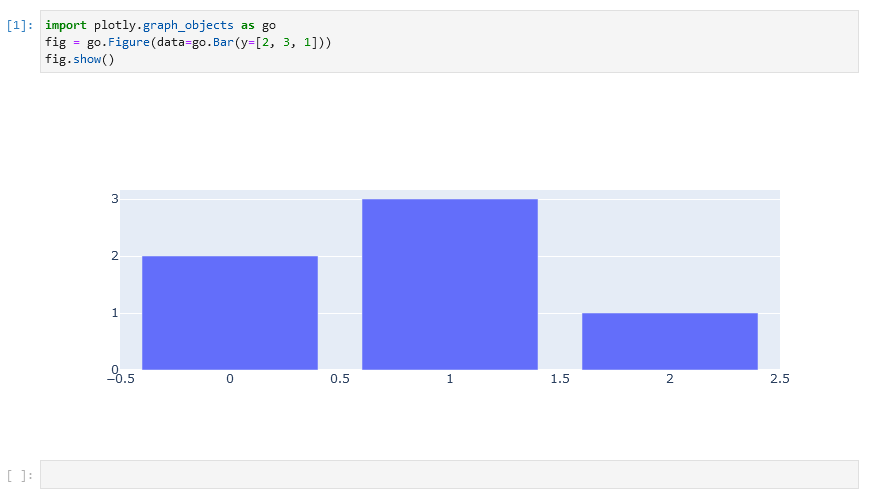 [1]: import plotly.graph_objects as go
fig = go.Figure(data=go.Bar(y=[2, 3, 1]))
fig.show()
3
2
1
0
−0.5 0 0.5 1 1.5 2 2.5
[ ]: